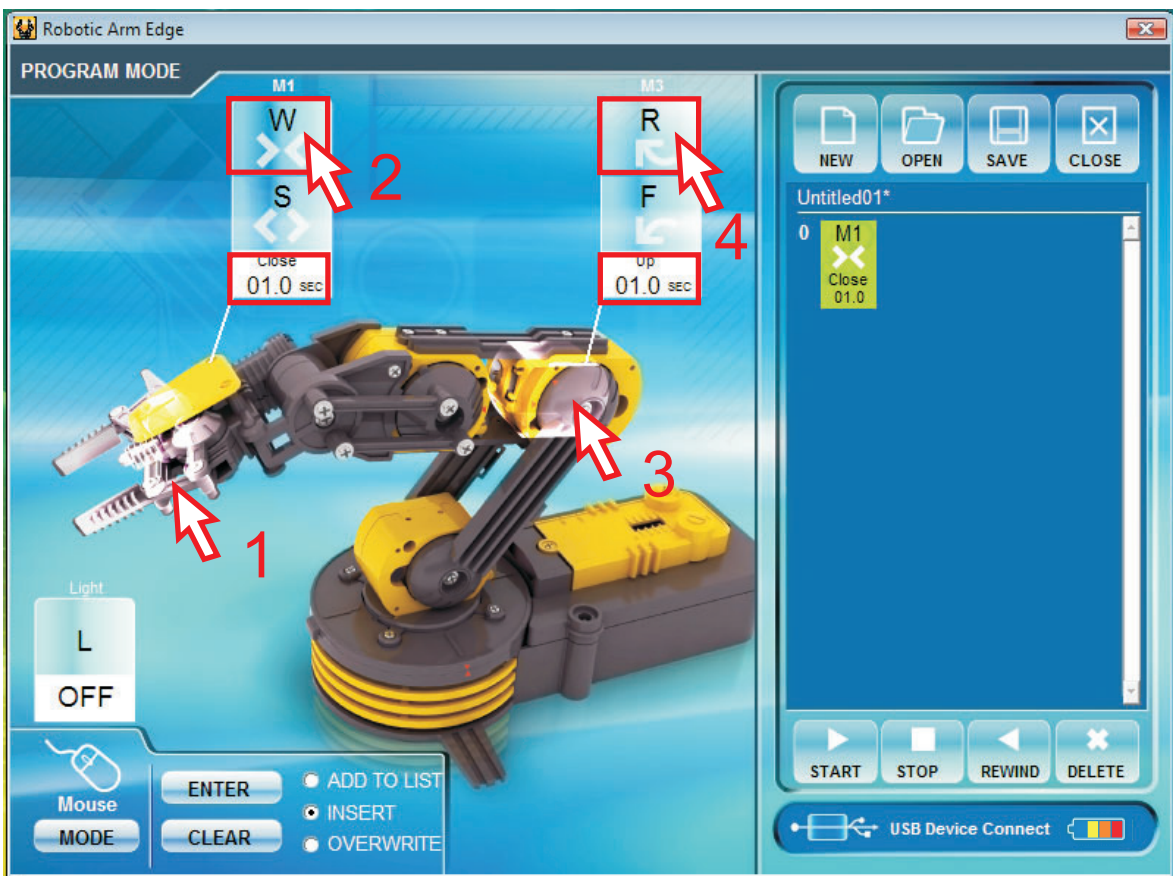 Robotic Arm Edge
PROGRAM MODE
M1
W
S
Close
01.0 SEC
2
M3
R
F
Up
01.0 SEC
4
3
1
Light
L
OFF
Mouse
MODE
ENTER
CLEAR
ADD TO LIST
INSERT
OVERWRITE
NEW OPEN SAVE CLOSE
Untitled01*
0 M1
Close
01.0
START STOP REWIND DELETE
USB Device Connect